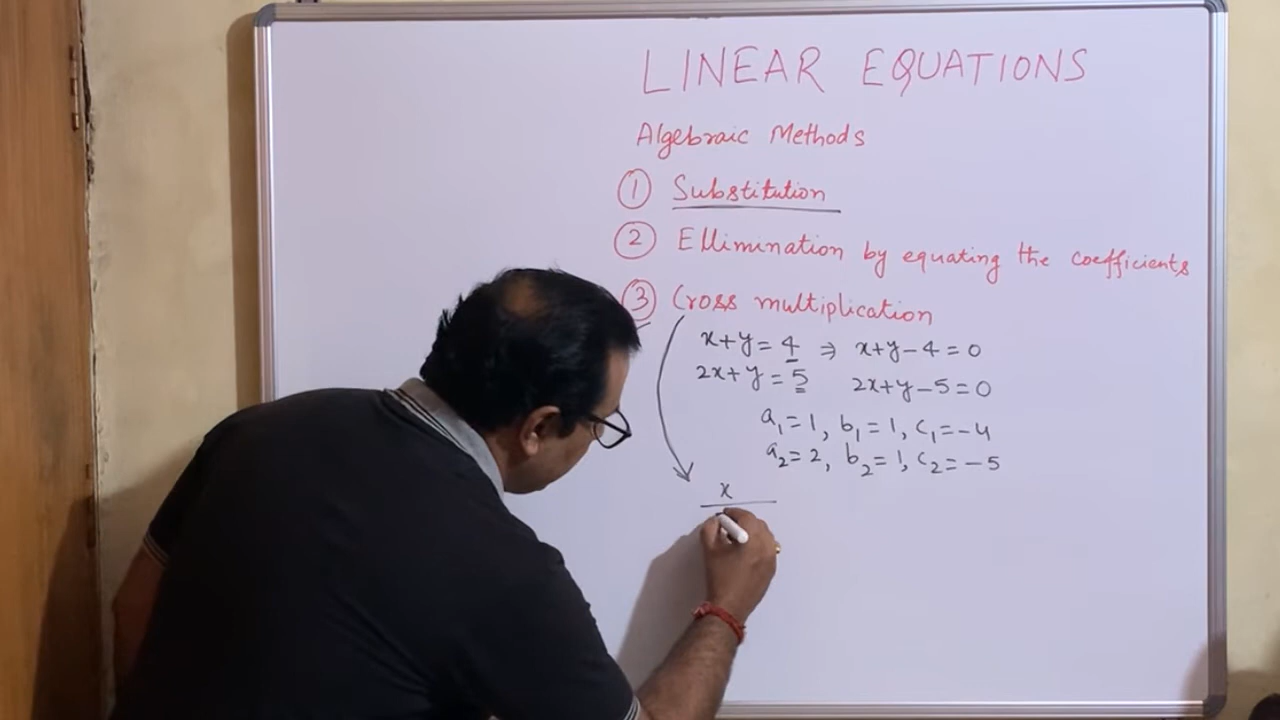 LINEAR EQUATIONS
Algebraic Methods
① Substitution
② Ellimination by equating the coefficients
③ Cross multiplication
x+y=4 ⇒ x+y-4=0
2x+y=5 2x+y-5=0
a₁=1, b₁=1, c₁=-4
a₂=2, b₂=1, c₂=-5
x